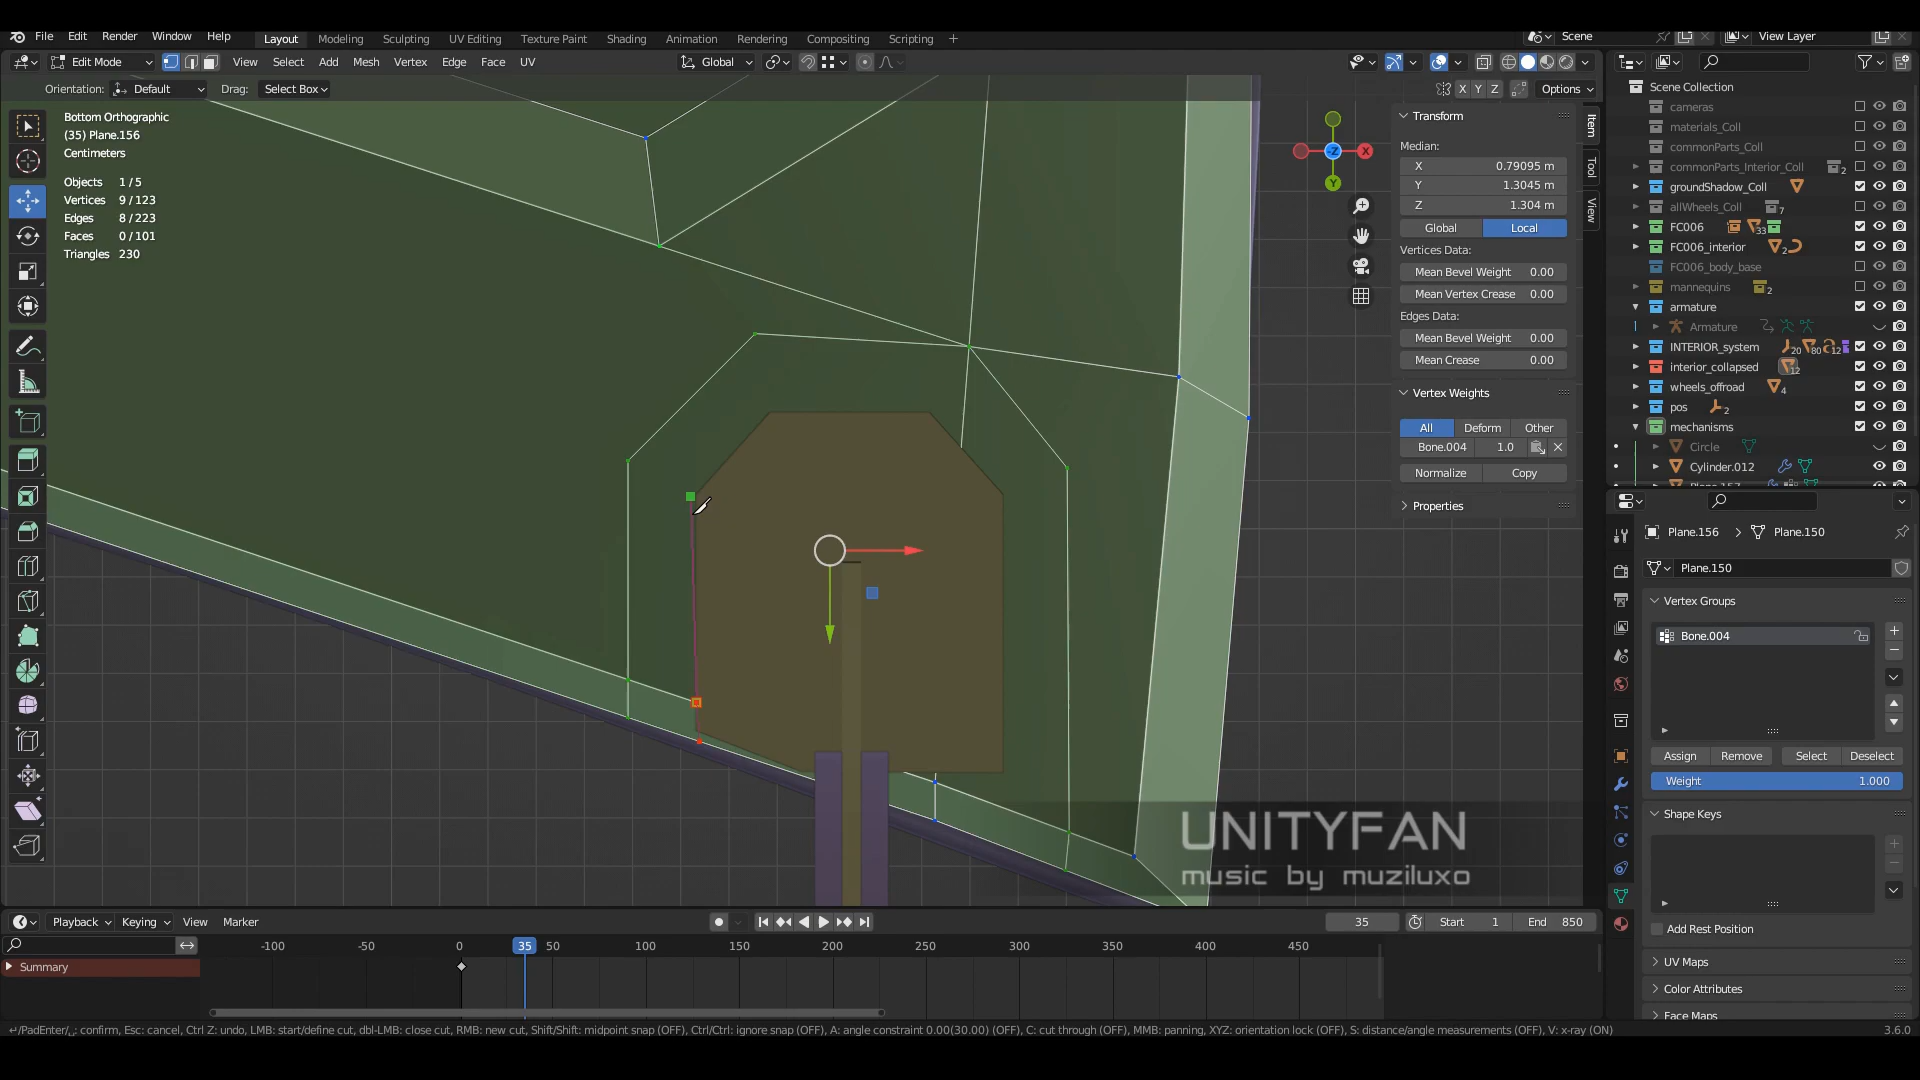 File Edit Render Window Help Layout Modeling Sculpting UV Editing Texture Paint Shading Animation Rendering Compositing Scripting + Scene View Layer
Edit Mode View Select Add Mesh Vertex Edge Face UV Global
Orientation: Default Drag: Select Box X Y Z Options
Bottom Orthographic
(35) Plane.156
Centimeters
Objects 1 / 5
Vertices 9 / 123
Edges 8 / 223
Faces 0 / 101
Triangles 230
-Z X Y
Transform
Median:
X 0.79095 m
Y 1.3045 m
Z 1.304 m
Global Local
Vertices Data:
Mean Bevel Weight 0.00
Mean Vertex Crease 0.00
Edges Data:
Mean Bevel Weight 0.00
Mean Crease 0.00
Vertex Weights
All Deform Other
Bone.004 1.0
Normalize Copy
Properties
Item
Tool
View
Scene Collection
cameras
materials_Coll
commonParts_Coll
commonParts_Interior_Coll 2
groundShadow_Coll
allWheels_Coll 7
FC006 33
FC006_interior 2
FC006_body_base
mannequins 2
armature
Armature
INTERIOR_system 20 80 12
interior_collapsed 12
wheels_offroad 4
pos 2
mechanisms
Circle
Cylinder.012
Plane.156 > Plane.150
Plane.150
Vertex Groups
Bone.004
Assign Remove Select Deselect
Weight 1.000
Shape Keys
Add Rest Position
UV Maps
Color Attributes
Face Maps
UNITYFAN
music by muziluxo
Playback Keying View Marker 35 Start 1 End 850
-100 -50 0 35 50 100 150 200 250 300 350 400 450
Summary
↵/PadEnter/␣: confirm, Esc: cancel, Ctrl Z: undo, LMB: start/define cut, dbl-LMB: close cut, RMB: new cut, Shift/Shift: midpoint snap (OFF), Ctrl/Ctrl: ignore snap (OFF), A: angle constraint 0.00(30.00) (OFF), C: cut through (OFF), MMB: panning, XYZ: orientation lock (OFF), S: distance/angle measurements (OFF), V: x-ray (ON) 3.6.0